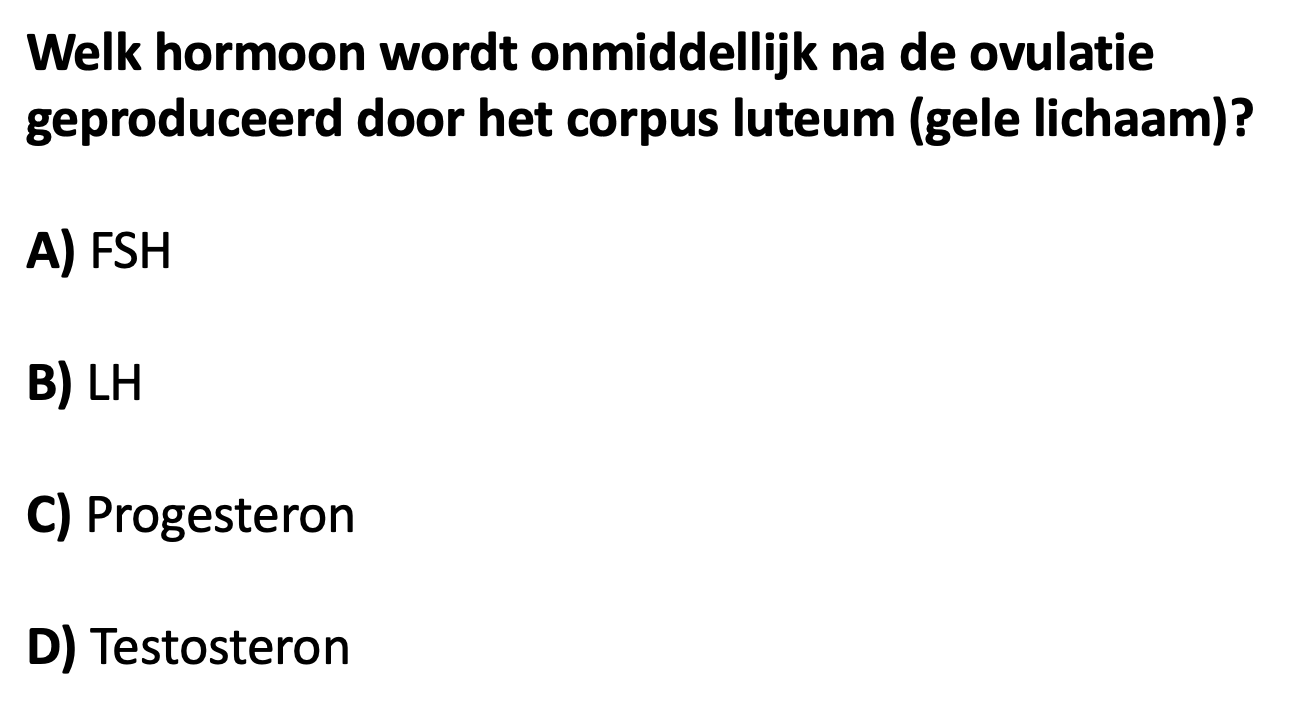 Welk hormoon wordt onmiddellijk na de ovulatie
geproduceerd door het corpus luteum (gele lichaam)?
A) FSH
B) LH
C) Progesteron
D) Testosteron